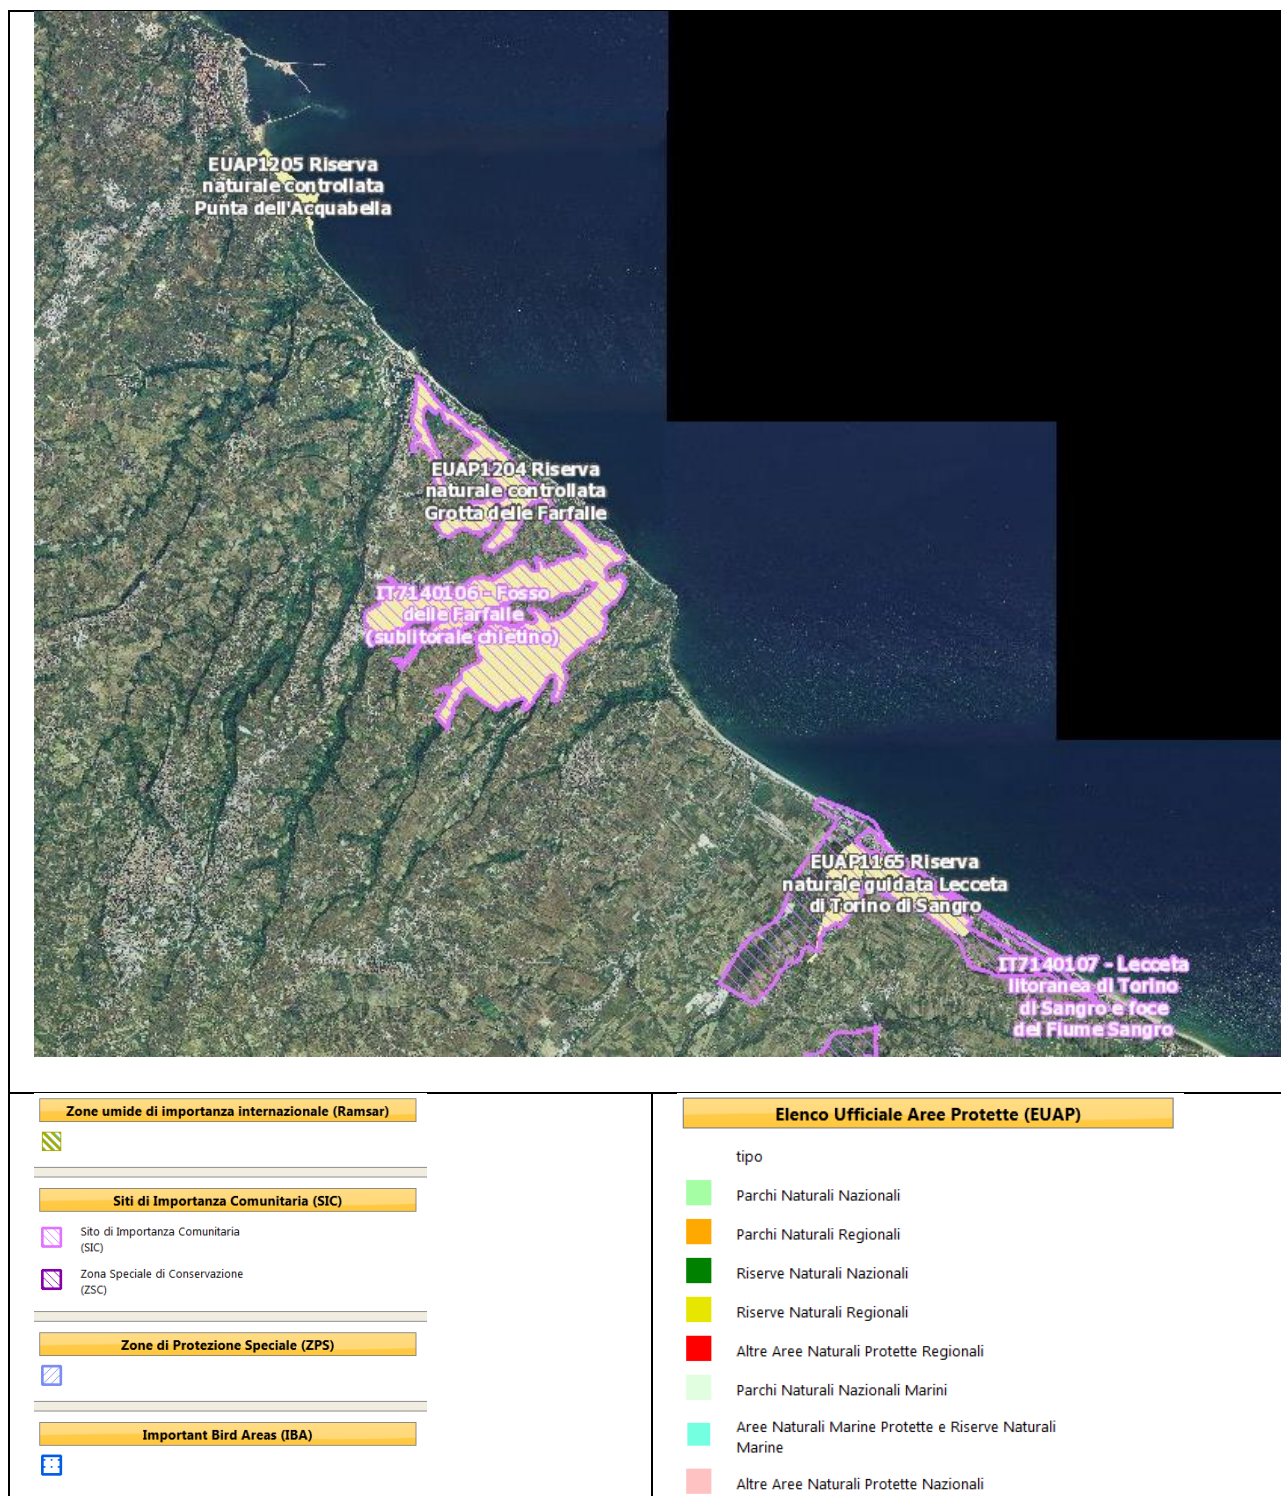 EUAP1205 Riserva
naturale controllata
Punta dell'Acquabella
EUAP1204 Riserva
naturale controllata
Grotta delle Farfalle
IT7140106 - Fosso
delle Farfalle
(sublitorale chietino)
EUAP1165 Riserva
naturale guidata Lecceta
di Torino di Sangro
IT7140107 - Lecceta
litoranea di Torino
di Sangro e foce
del Fiume Sangro
Zone umide di importanza internazionale (Ramsar)
Siti di Importanza Comunitaria (SIC)
Sito di Importanza Comunitaria
(SIC)
Zona Speciale di Conservazione
(ZSC)
Zone di Protezione Speciale (ZPS)
Important Bird Areas (IBA)
Elenco Ufficiale Aree Protette (EUAP)
tipo
Parchi Naturali Nazionali
Parchi Naturali Regionali
Riserve Naturali Nazionali
Riserve Naturali Regionali
Altre Aree Naturali Protette Regionali
Parchi Naturali Nazionali Marini
Aree Naturali Marine Protette e Riserve Naturali
Marine
Altre Aree Naturali Protette Nazionali